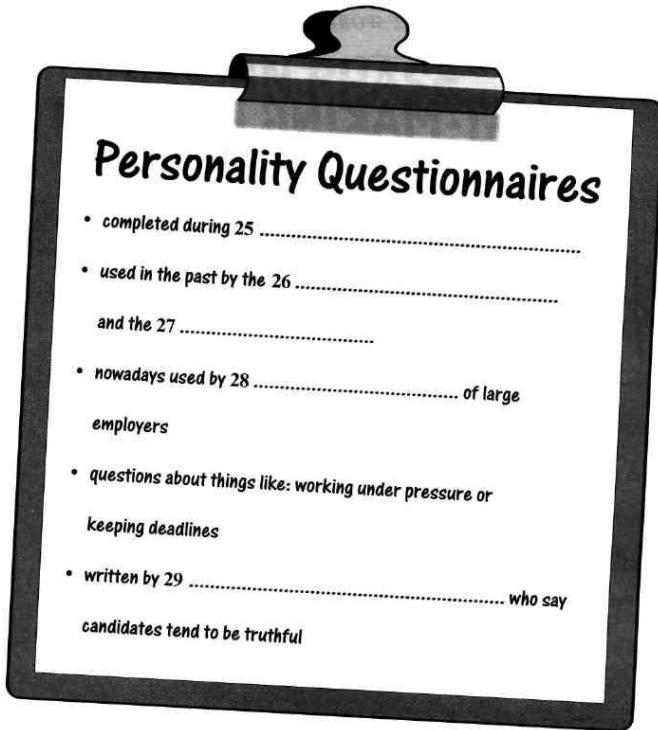 Personality Questionnaires
• completed during 25 ............................................................
• used in the past by the 26 ..................................................
and the 27 .....................................
• nowadays used by 28 ....................................... of large
employers
• questions about things like: working under pressure or
keeping deadlines
• written by 29 ............................................................ who say
candidates tend to be truthful